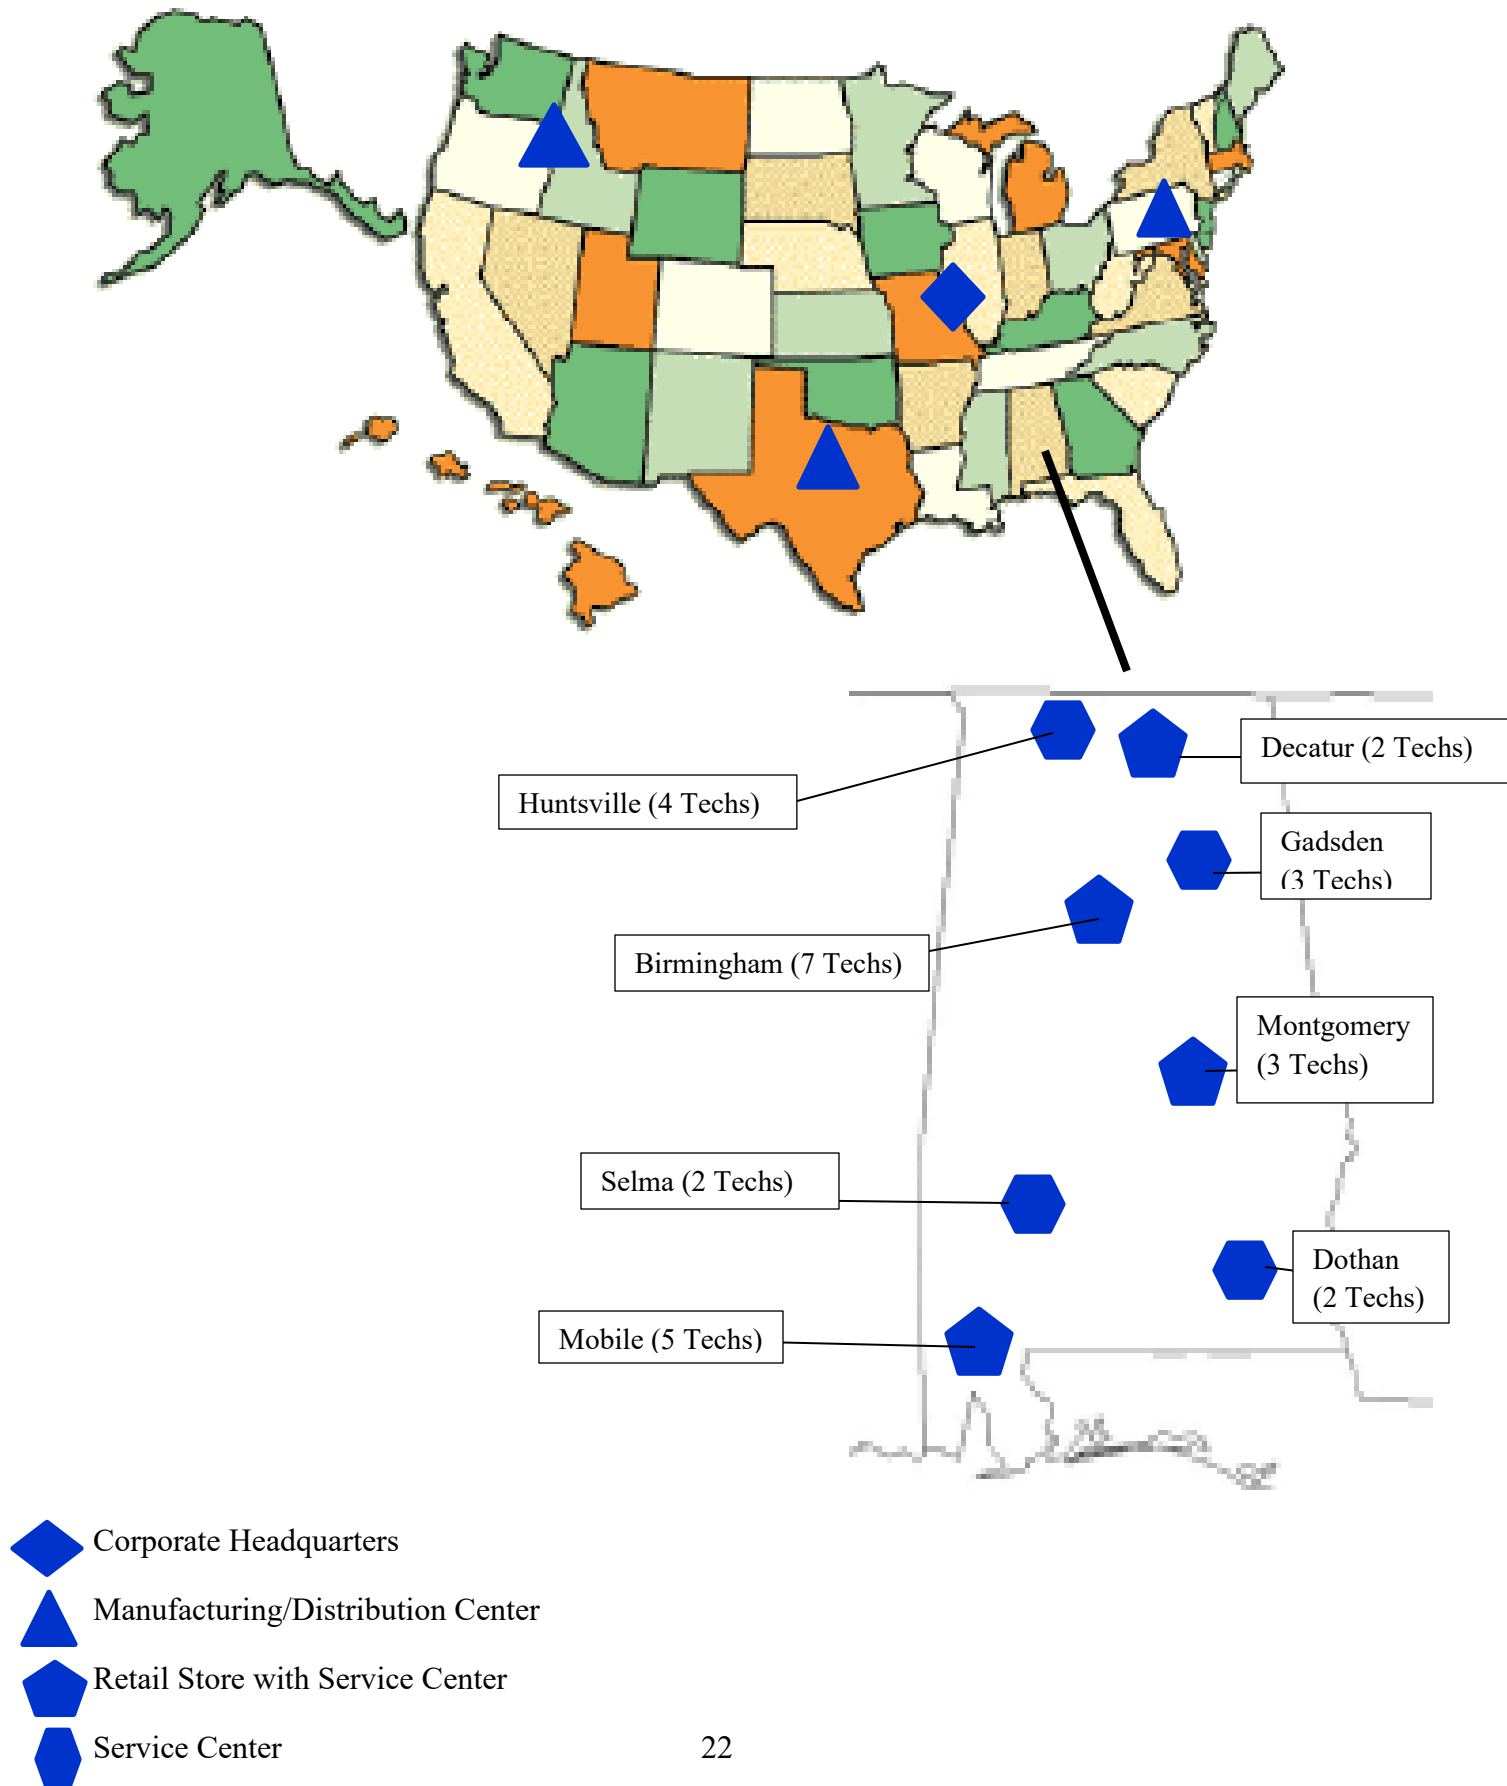 Decatur (2 Techs)
Huntsville (4 Techs)
Gadsden
(3 Techs)
Birmingham (7 Techs)
Montgomery
(3 Techs)
Selma (2 Techs)
Dothan
(2 Techs)
Mobile (5 Techs)
Corporate Headquarters
Manufacturing/Distribution Center
Retail Store with Service Center
Service Center
22